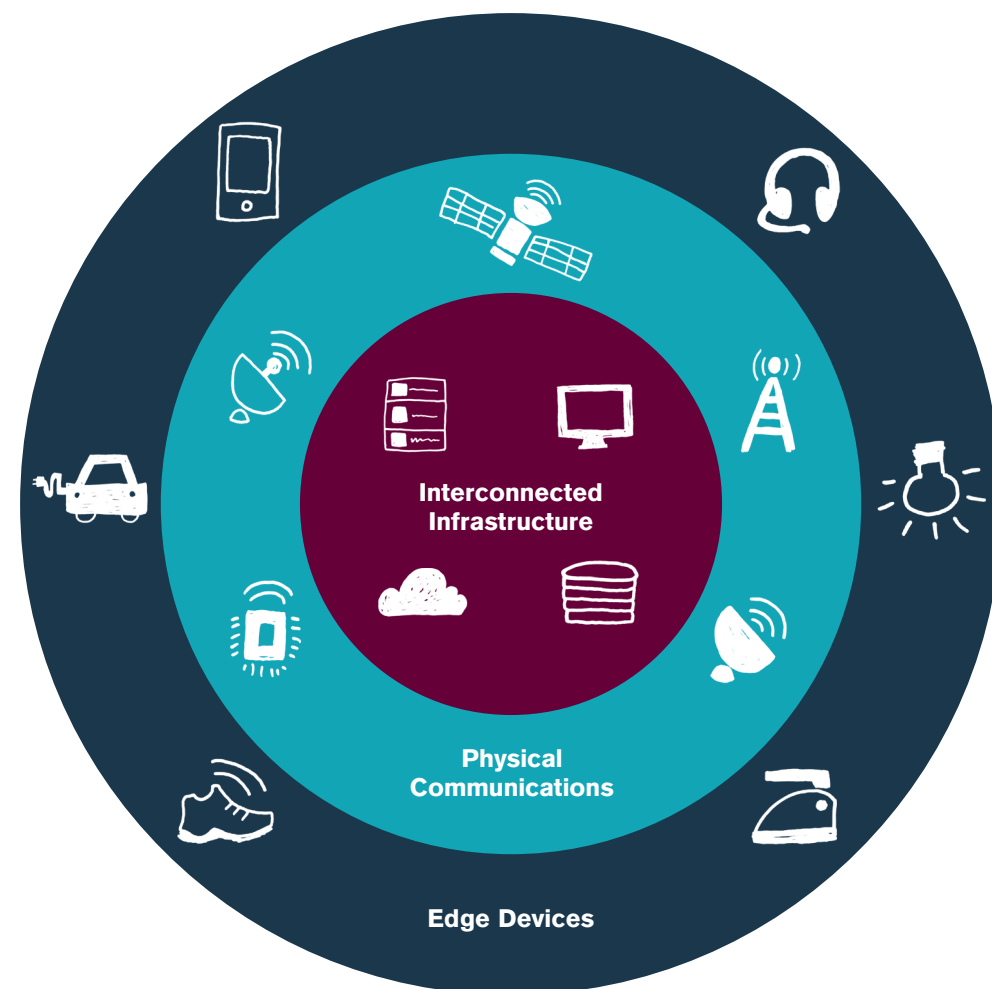 Interconnected
Infrastructure
Physical
Communications
Edge Devices